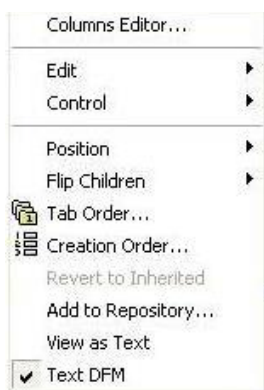 Columns Editor...
Edit
Control
Position
Flip Children
Tab Order...
Creation Order...
Revert to Inherited
Add to Repository...
View as Text
Text DFM